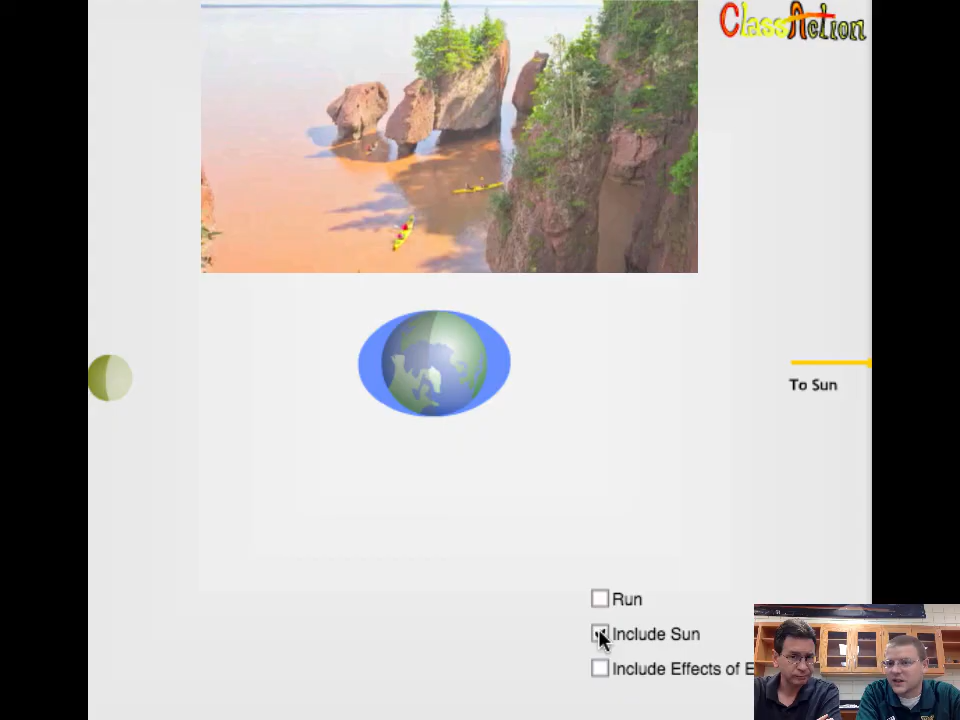 ClassAction
To Sun
Run
Include Sun
Include Effects of E